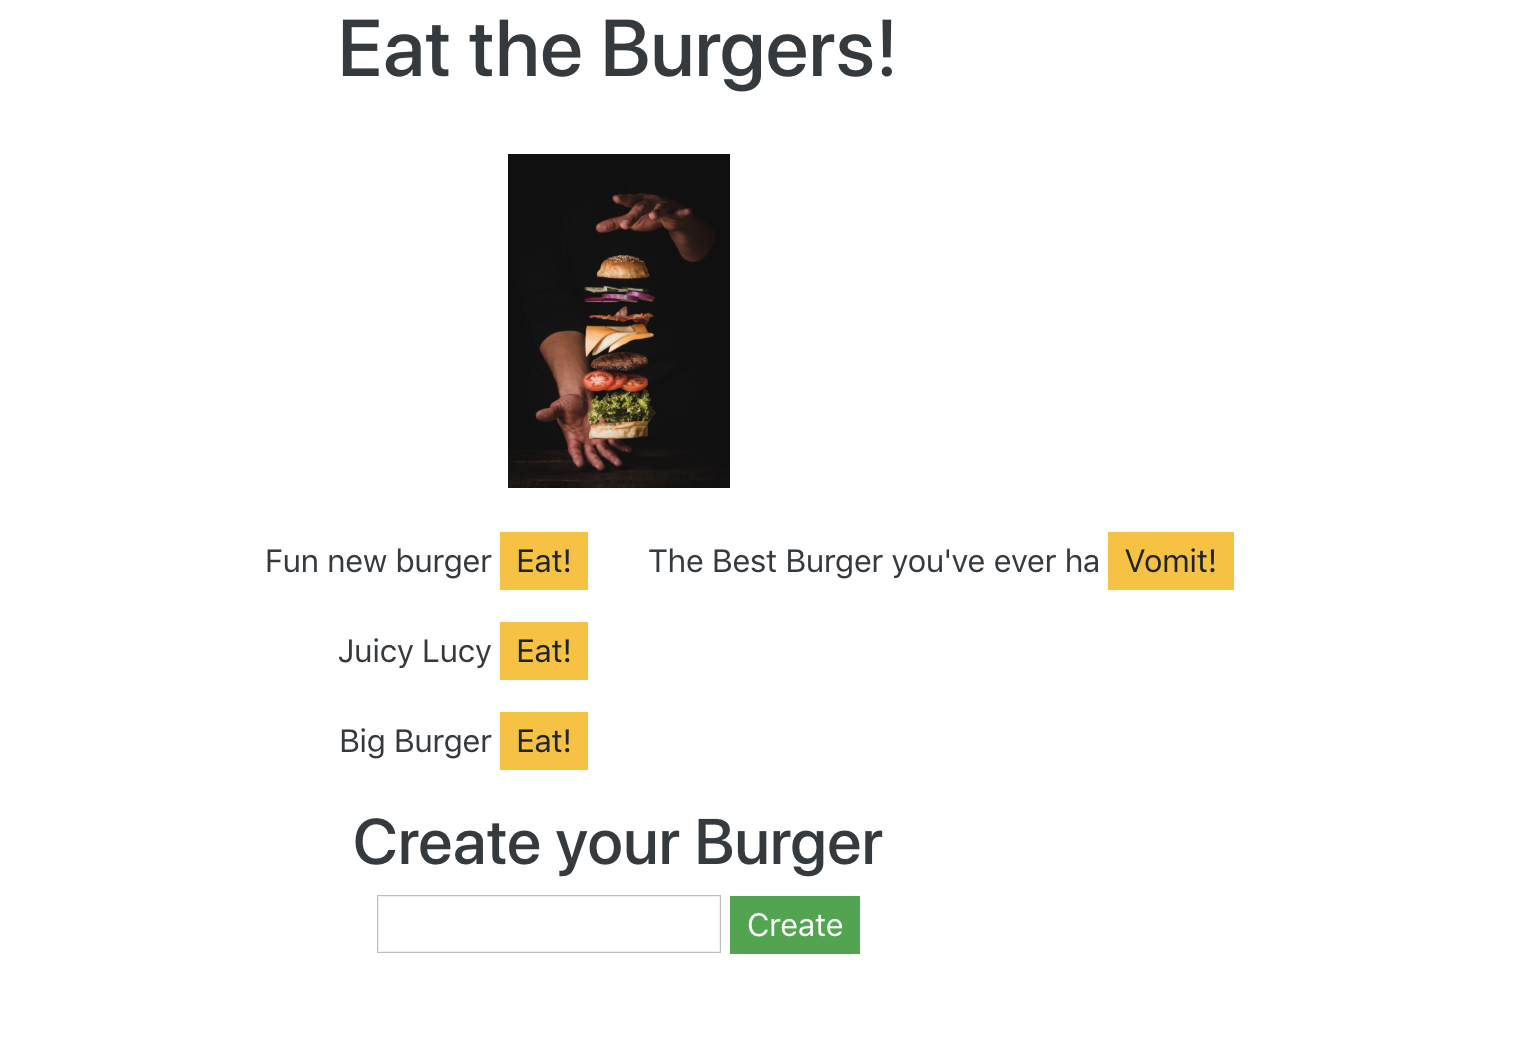 Eat the Burgers!
Fun new burger Eat!
The Best Burger you've ever ha Vomit!
Juicy Lucy Eat!
Big Burger Eat!
Create your Burger
Create